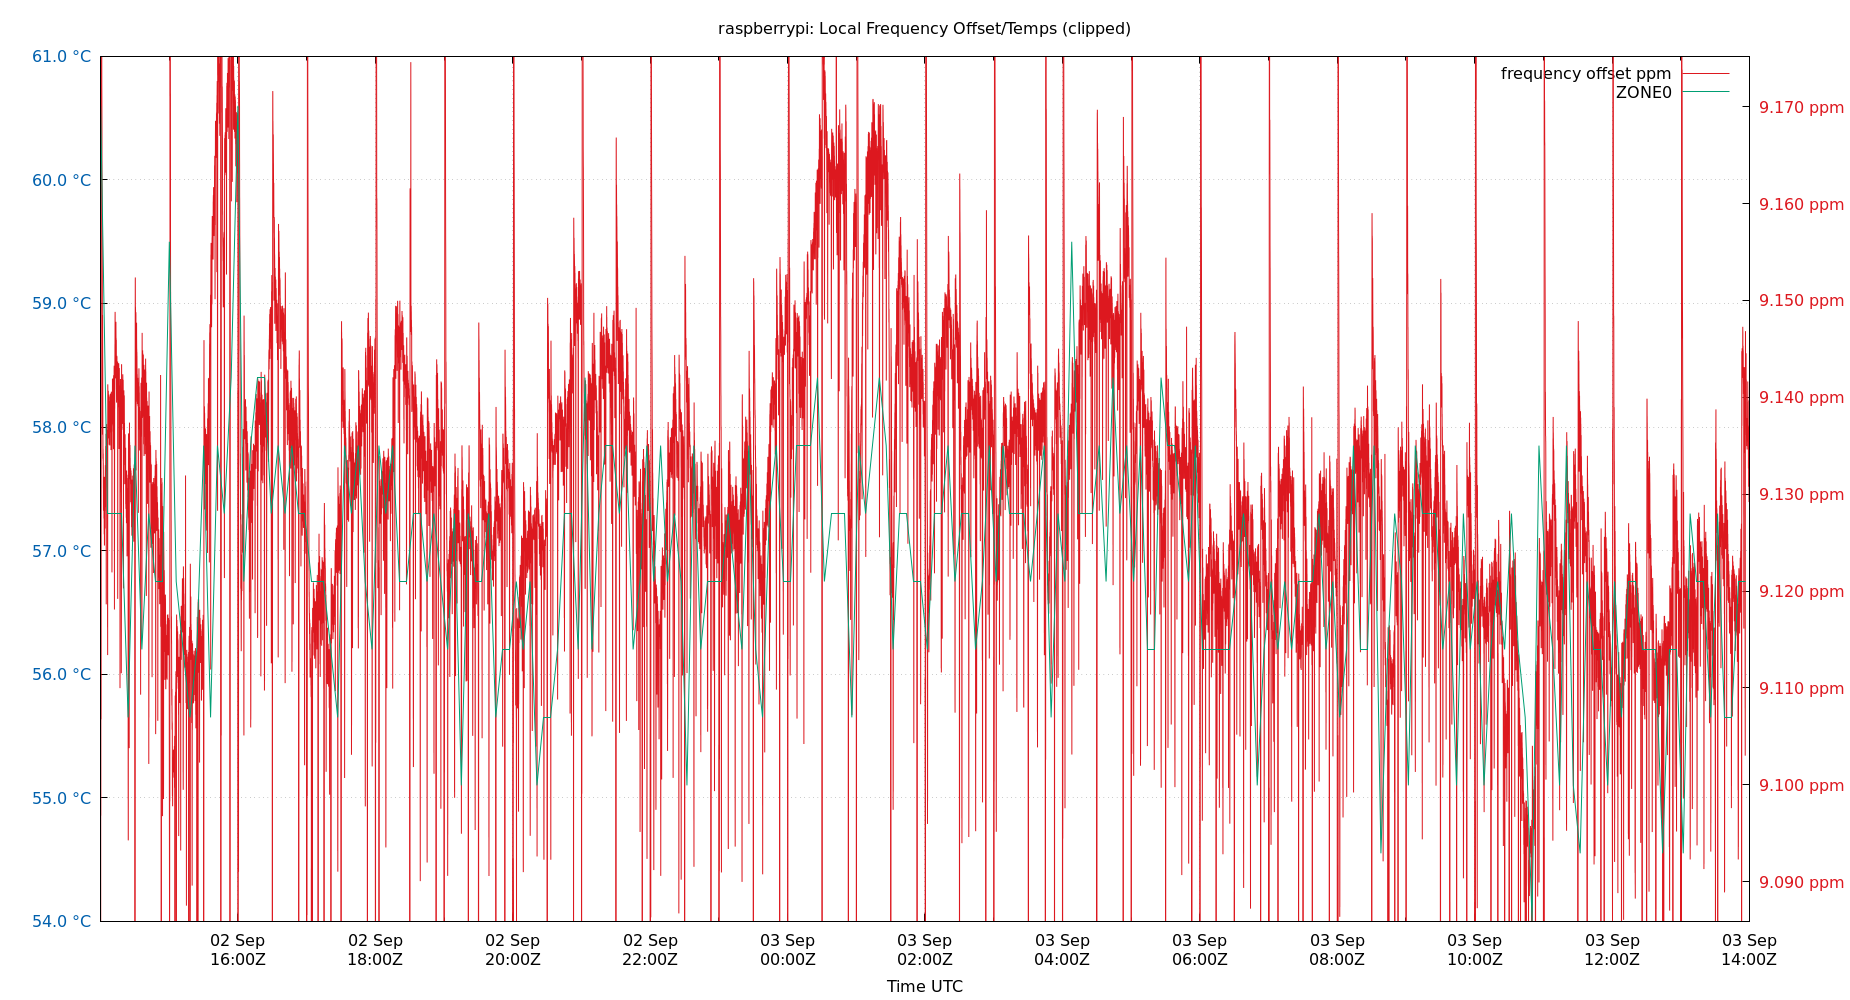 raspberrypi: Local Frequency Offset/Temps (clipped)
frequency offset ppm
ZONE0
61.0 °C
60.0 °C
59.0 °C
58.0 °C
57.0 °C
56.0 °C
55.0 °C
54.0 °C
9.170 ppm
9.160 ppm
9.150 ppm
9.140 ppm
9.130 ppm
9.120 ppm
9.110 ppm
9.100 ppm
9.090 ppm
02 Sep
16:00Z
02 Sep
18:00Z
02 Sep
20:00Z
02 Sep
22:00Z
03 Sep
00:00Z
03 Sep
02:00Z
03 Sep
04:00Z
03 Sep
06:00Z
03 Sep
08:00Z
03 Sep
10:00Z
03 Sep
12:00Z
03 Sep
14:00Z
Time UTC